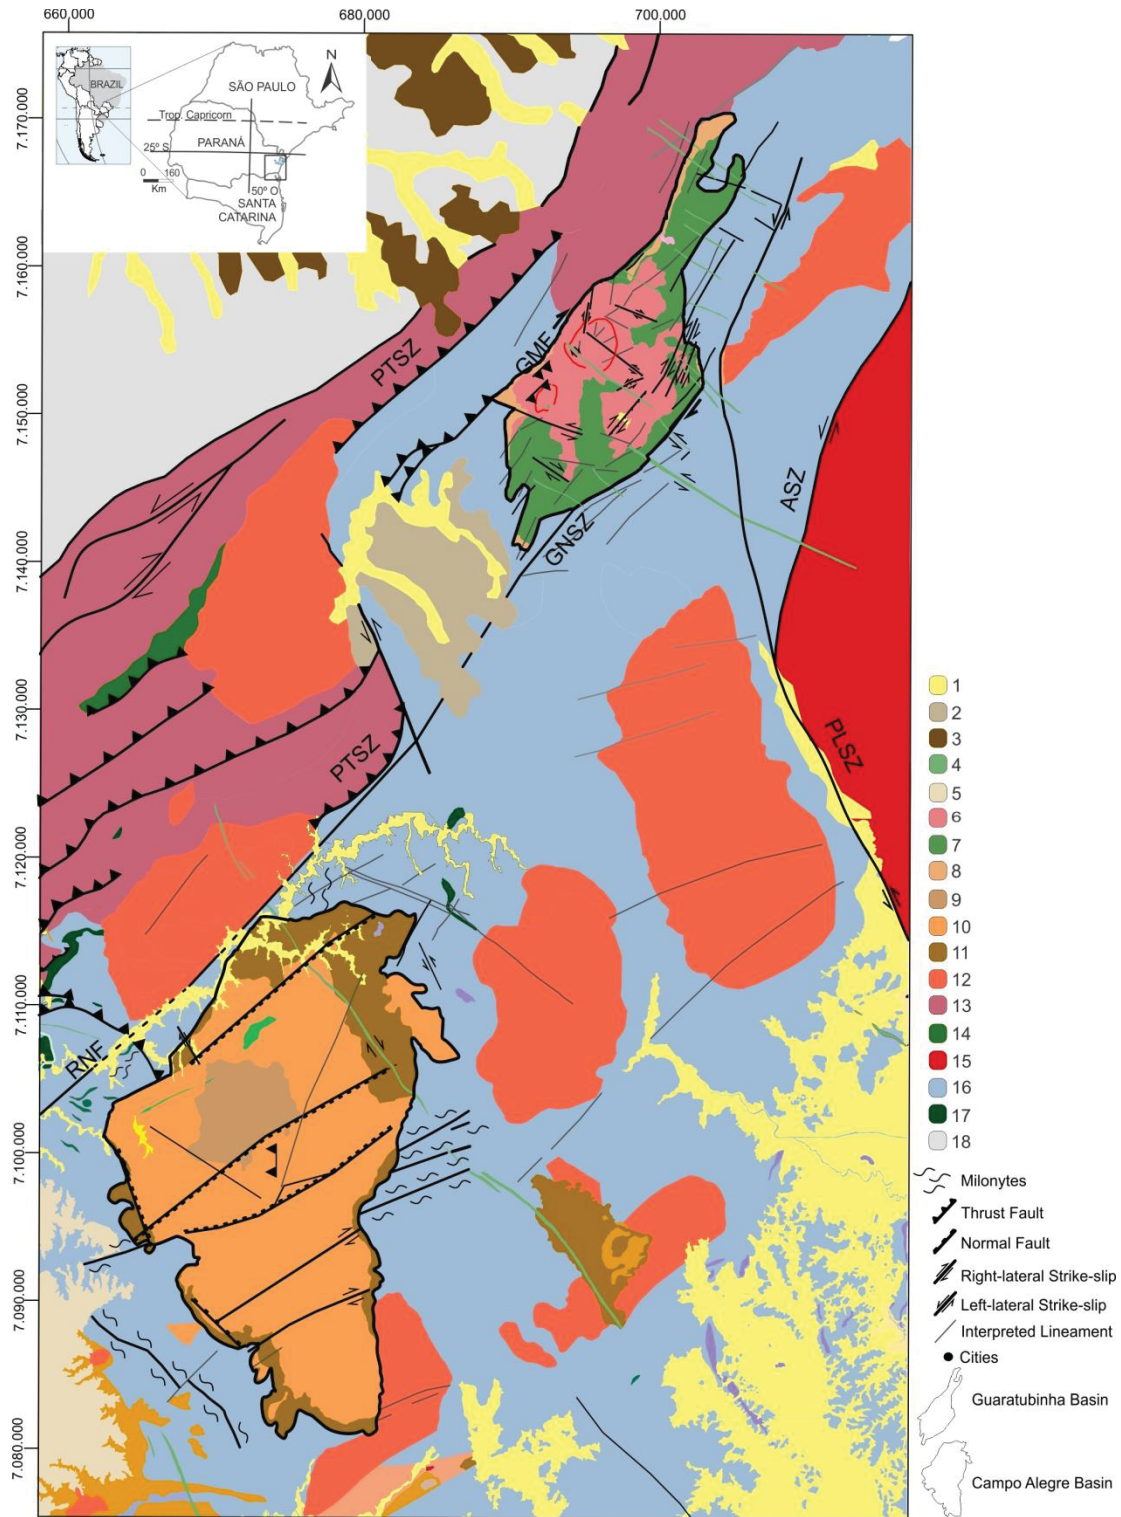 660.000 680.000 700.000
N
BRAZIL
SÃO PAULO
Trop. Capricorn
PARANÁ
25º S
0 160
Km
50º O
SANTA
CATARINA
7.170.000
7.160.000
7.150.000
7.140.000
7.130.000
7.120.000
7.110.000
7.100.000
7.090.000
7.080.000
PTSZ
GMF
GNSZ
ASZ
PLSZ
PTSZ
RNF
1
2
3
4
5
6
7
8
9
10
11
12
13
14
15
16
17
18
Milonytes
Thrust Fault
Normal Fault
Right-lateral Strike-slip
Left-lateral Strike-slip
Interpreted Lineament
Cities
Guaratubinha Basin
Campo Alegre Basin